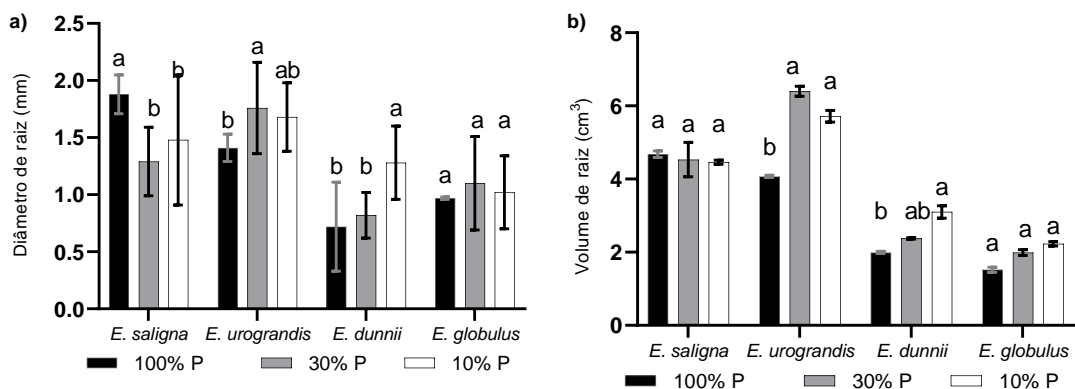 a)
Diâmetro de raiz (mm)
2.5
2.0
1.5
1.0
0.5
0.0
a b b
b a ab
b b a
a a a
E. saligna E. urograndis E. dunnii E. globulus
100% P 30% P 10% P
b)
Volume de raiz (cm³)
8
6
4
2
0
a a a
b a a
b ab a
a a a
E. saligna E. urograndis E. dunnii E. globulus
100% P 30% P 10% P